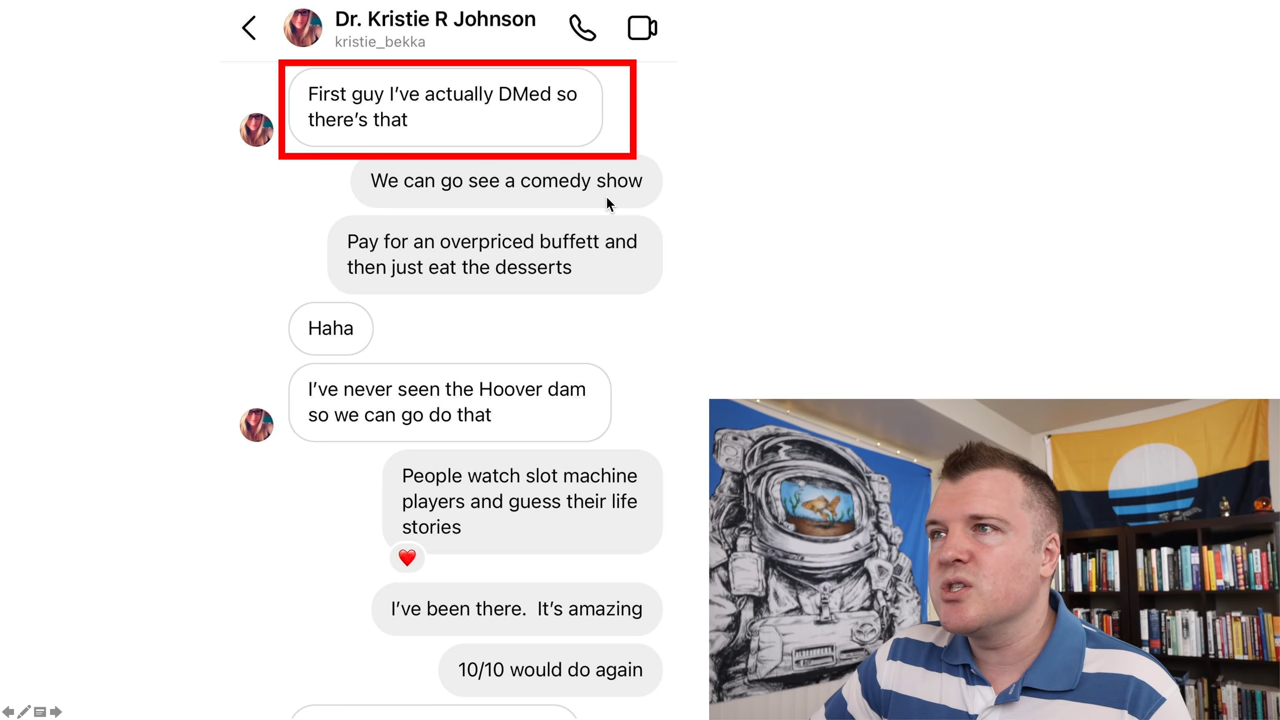 Dr. Kristie R Johnson
kristie_bekka
First guy I've actually DMed so
there's that
We can go see a comedy show
Pay for an overpriced buffett and
then just eat the desserts
Haha
I've never seen the Hoover dam
so we can go do that
People watch slot machine
players and guess their life
stories
I've been there.  It's amazing
10/10 would do again